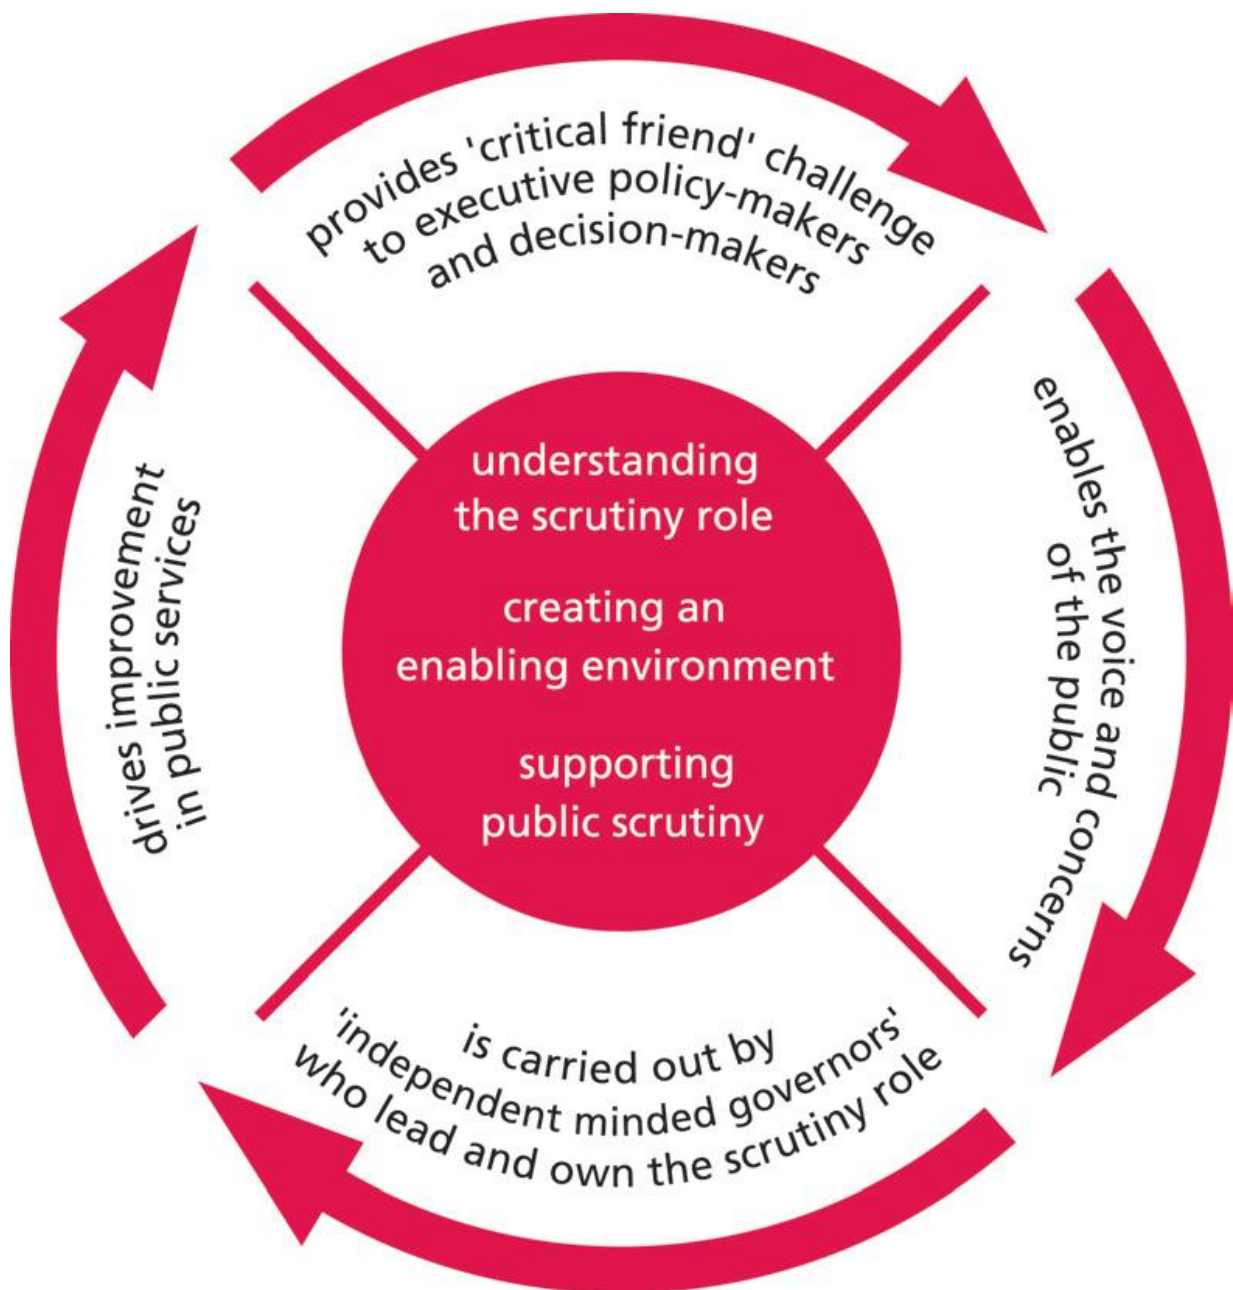 provides 'critical friend' challenge
to executive policy-makers
and decision-makers
enables the voice and concerns
of the public
is carried out by
'independent minded governors'
who lead and own the scrutiny role
drives improvement
in public services
understanding
the scrutiny role
creating an
enabling environment
supporting
public scrutiny